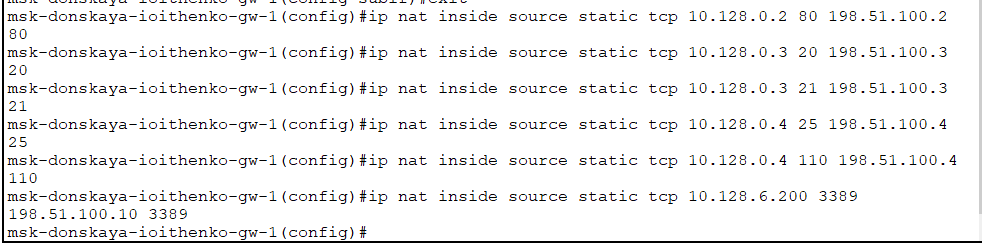 msk-donskaya-ioithenko-gw-1(config-subif)#exit
msk-donskaya-ioithenko-gw-1(config)#ip nat inside source static tcp 10.128.0.2 80 198.51.100.2
80
msk-donskaya-ioithenko-gw-1(config)#ip nat inside source static tcp 10.128.0.3 20 198.51.100.3
20
msk-donskaya-ioithenko-gw-1(config)#ip nat inside source static tcp 10.128.0.3 21 198.51.100.3
21
msk-donskaya-ioithenko-gw-1(config)#ip nat inside source static tcp 10.128.0.4 25 198.51.100.4
25
msk-donskaya-ioithenko-gw-1(config)#ip nat inside source static tcp 10.128.0.4 110 198.51.100.4
110
msk-donskaya-ioithenko-gw-1(config)#ip nat inside source static tcp 10.128.6.200 3389
198.51.100.10 3389
msk-donskaya-ioithenko-gw-1(config)#